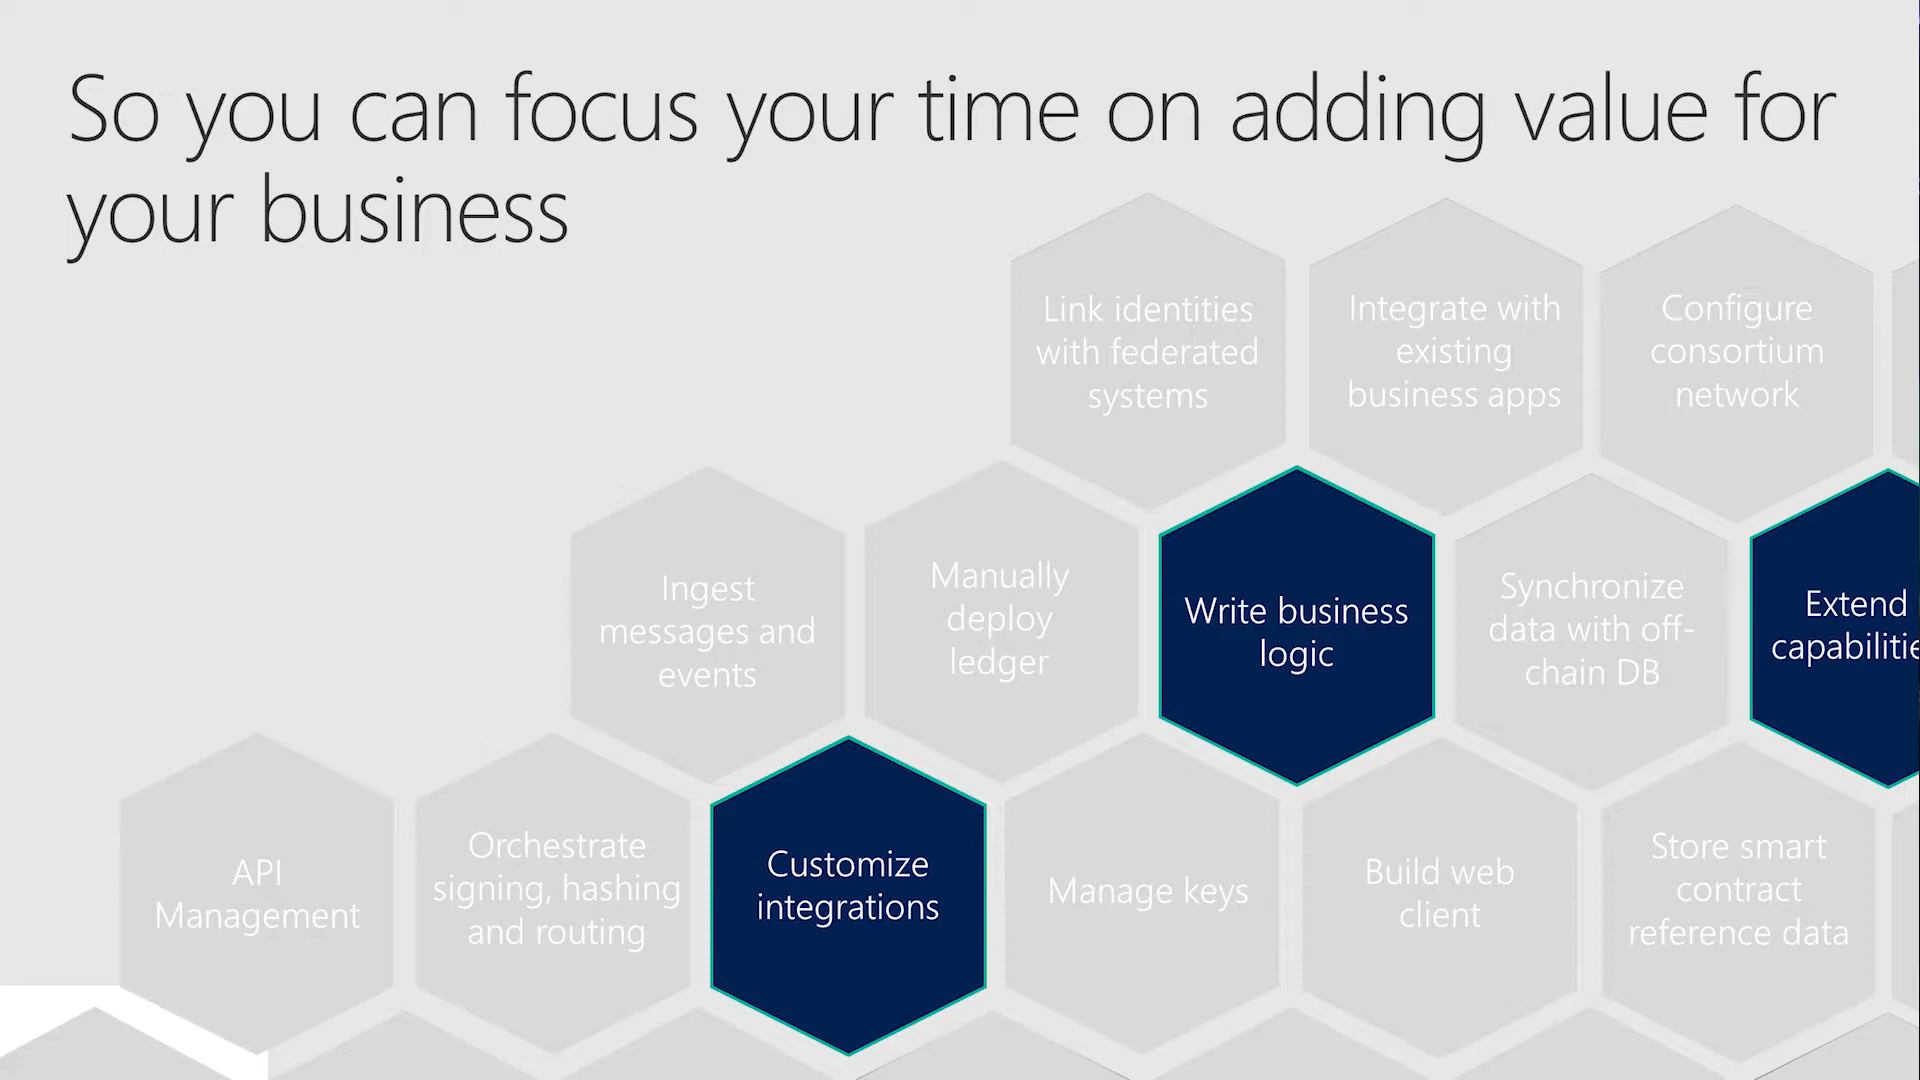 So you can focus your time on adding value for
your business
Link identities
with federated
systems
Integrate with
existing
business apps
Configure
consortium
network
Ingest
messages and
events
Manually
deploy
ledger
Write business
logic
Synchronize
data with off-
chain DB
Extend
capabilitie
API
Management
Orchestrate
signing, hashing
and routing
Customize
integrations
Manage keys
Build web
client
Store smart
contract
reference data